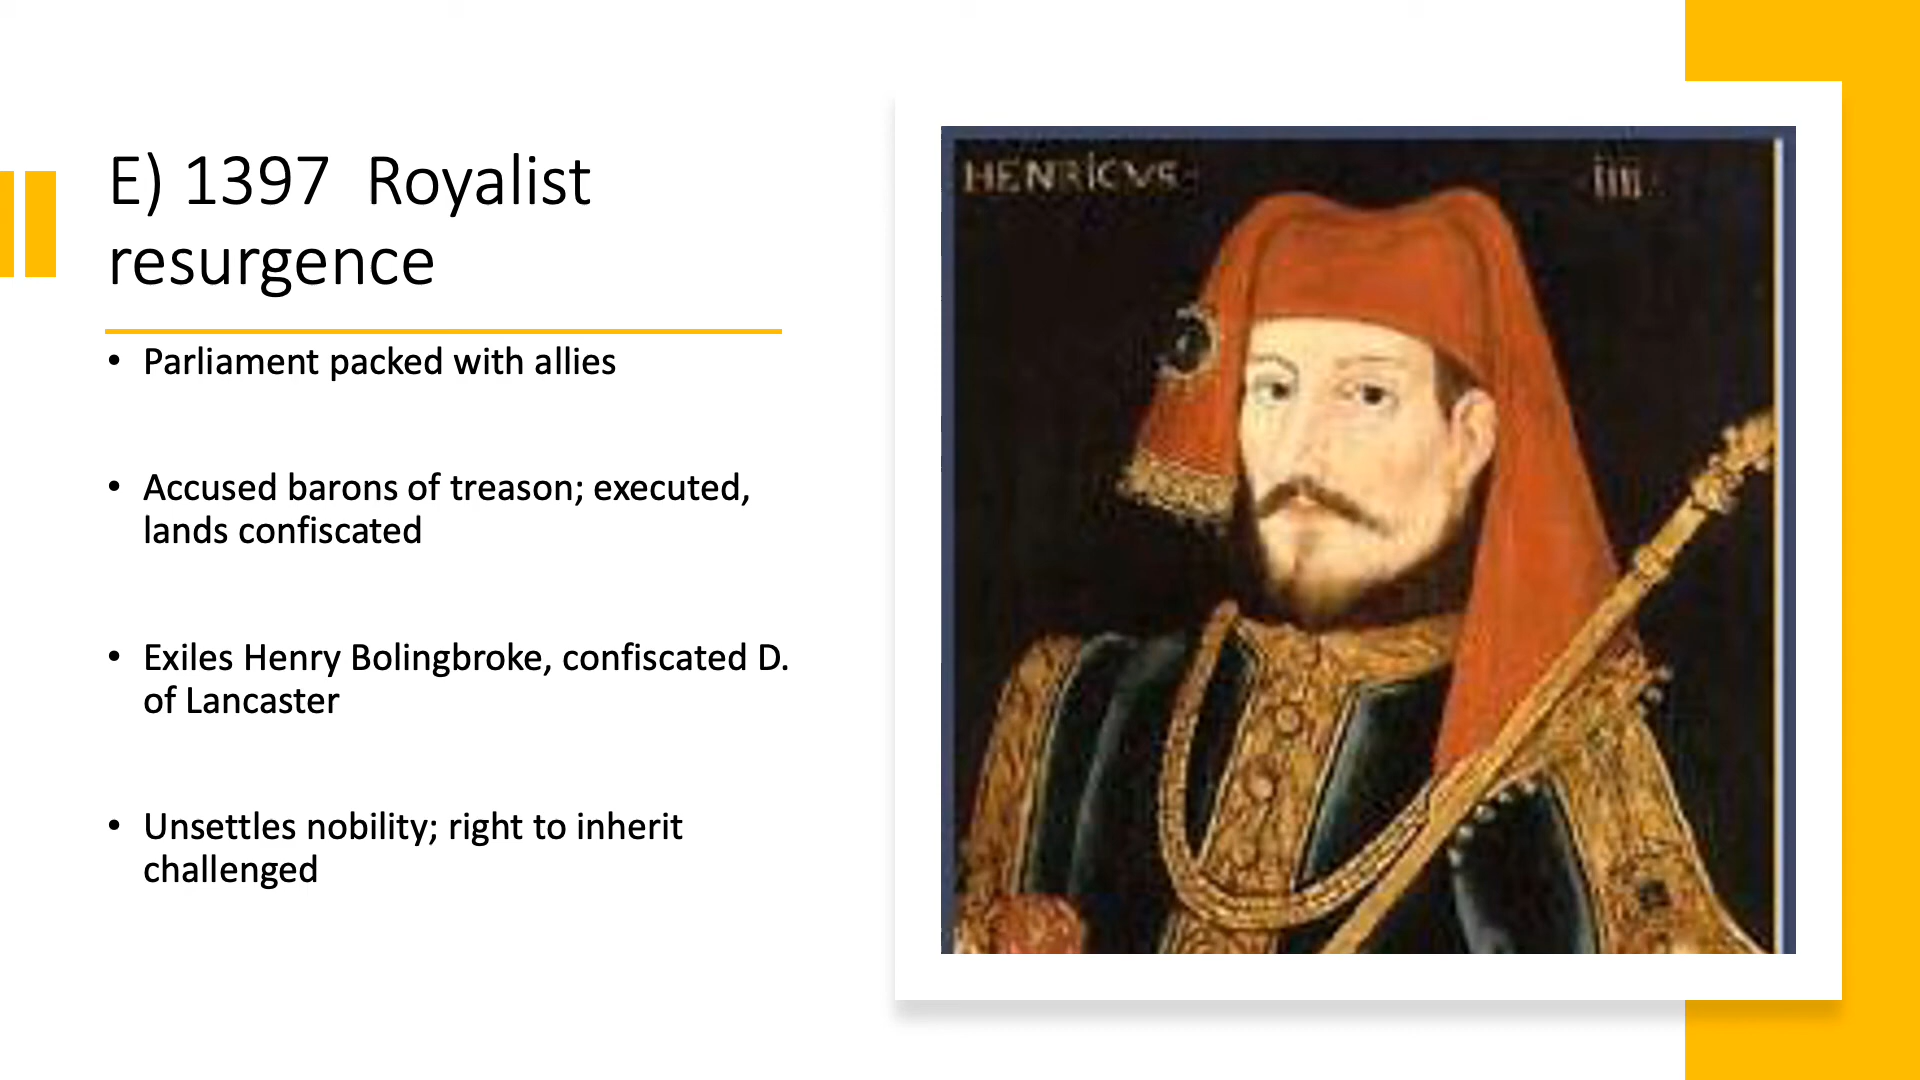 E) 1397  Royalist
resurgence
• Parliament packed with allies
• Accused barons of treason; executed,
lands confiscated
• Exiles Henry Bolingbroke, confiscated D.
of Lancaster
• Unsettles nobility; right to inherit
challenged
HENRICVS
iiii